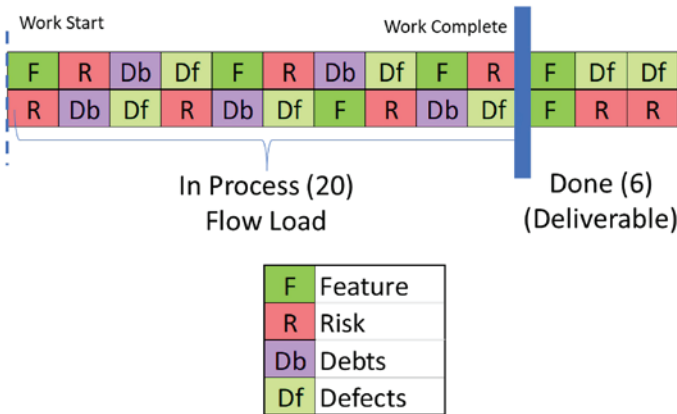 Work Start
Work Complete
F R Db Df F R Db Df F R F Df Df
R Db Df R Db Df F R Db Df F R R
In Process (20)
Flow Load
Done (6)
(Deliverable)
F Feature
R Risk
Db Debts
Df Defects